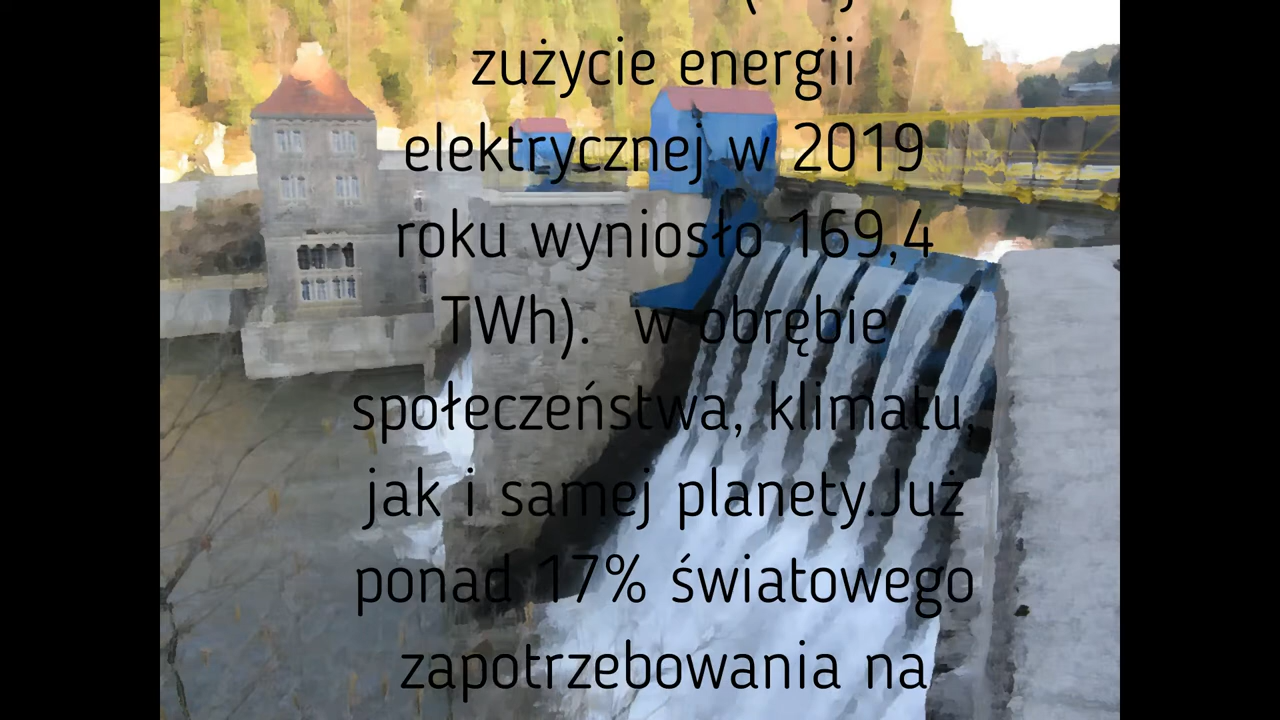 zużycie energii
elektrycznej w 2019
roku wyniosło 169,4
TWh). w obrębie
społeczeństwa, klimatu,
jak i samej planety.Już
ponad 17% światowego
zapotrzebowania na